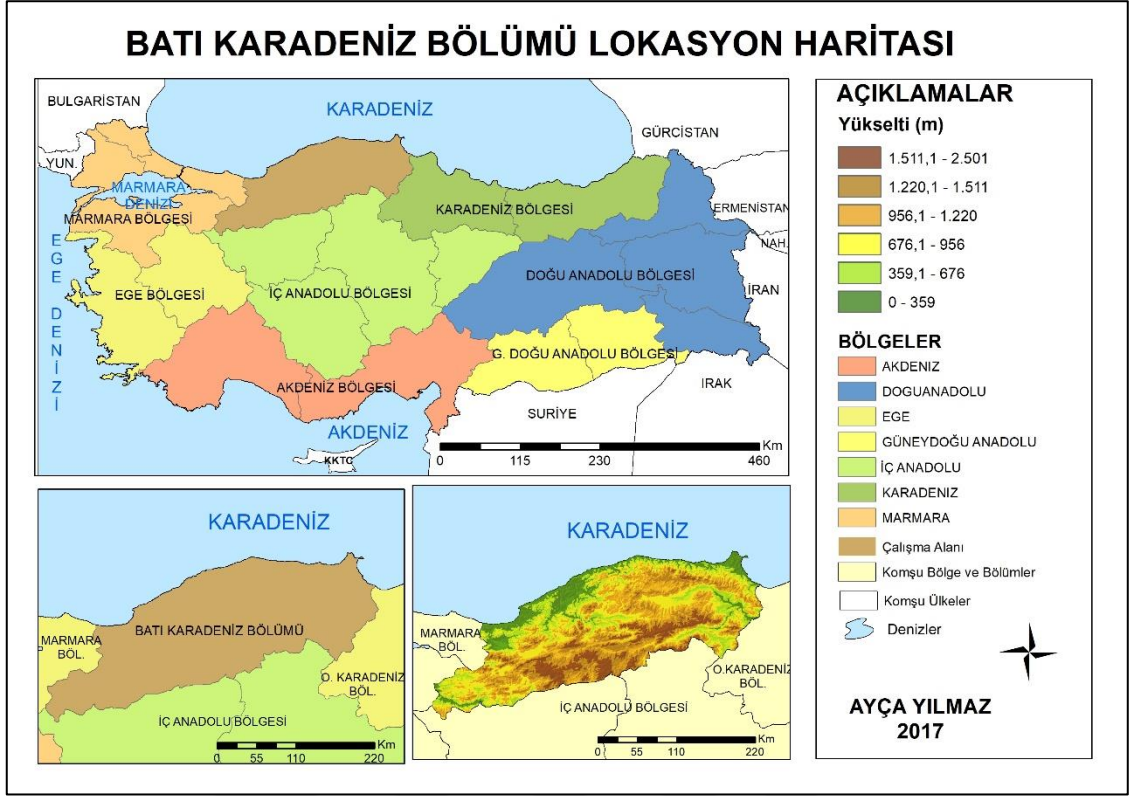 BATI KARADENİZ BÖLÜMÜ LOKASYON HARİTASI
BULGARİSTAN
KARADENİZ
GÜRCİSTAN
YUN.
MARMARA
DENİZİ
MARMARA BÖLGESİ
KARADENİZ BÖLGESİ
ERMENİSTAN
NAH.
EGE DENİZİ
EGE BÖLGESİ
İÇ ANADOLU BÖLGESİ
DOĞU ANADOLU BÖLGESİ
İRAN
G. DOĞU ANADOLU BÖLGESİ
AKDENİZ BÖLGESİ
IRAK
SURİYE
AKDENİZ
KKTC
Km
0 115 230 460
KARADENİZ
MARMARA
BÖL.
BATI KARADENİZ BÖLÜMÜ
O. KARADENİZ
BÖL.
İÇ ANADOLU BÖLGESİ
Km
0 55 110 220
KARADENİZ
MARMARA
BÖL.
O.KARADENİZ
BÖL.
İÇ ANADOLU BÖLGESİ
Km
0 55 110 220
AÇIKLAMALAR
Yükselti (m)
1.511,1 - 2.501
1.220,1 - 1.511
956,1 - 1.220
676,1 - 956
359,1 - 676
0 - 359
BÖLGELER
AKDENIZ
DOGUANADOLU
EGE
GÜNEYDOĞU ANADOLU
İÇ ANADOLU
KARADENIZ
MARMARA
Çalışma Alanı
Komşu Bölge ve Bölümler
Komşu Ülkeler
Denizler
AYÇA YILMAZ
2017